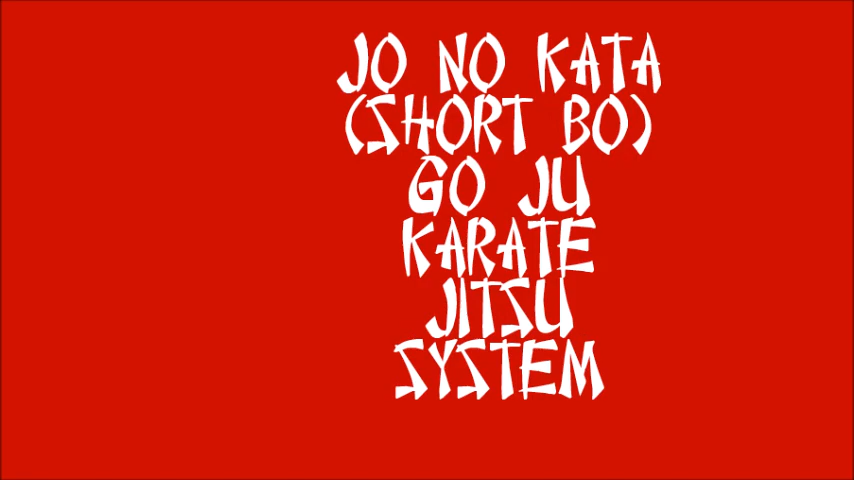 JO NO KATA
(SHORT BO)
GO JU
KARATE
JITSU
SYSTEM